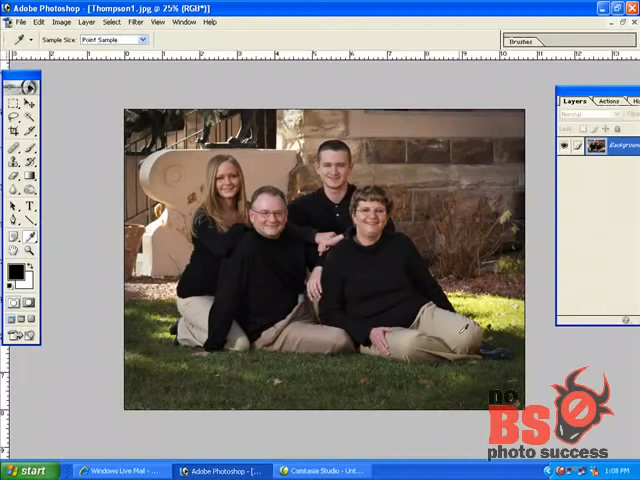 Adobe Photoshop - [Thompson1.jpg @ 25% (RGB*)]
File Edit Image Layer Select Filter View Window Help
Sample Size: Point Sample
Brushes
Layers Actions
Normal
Lock:
Background
no
BS
photo success
start
Windows Live Mail - ...
Adobe Photoshop - [...
Camtasia Studio - Unt...
1:08 PM